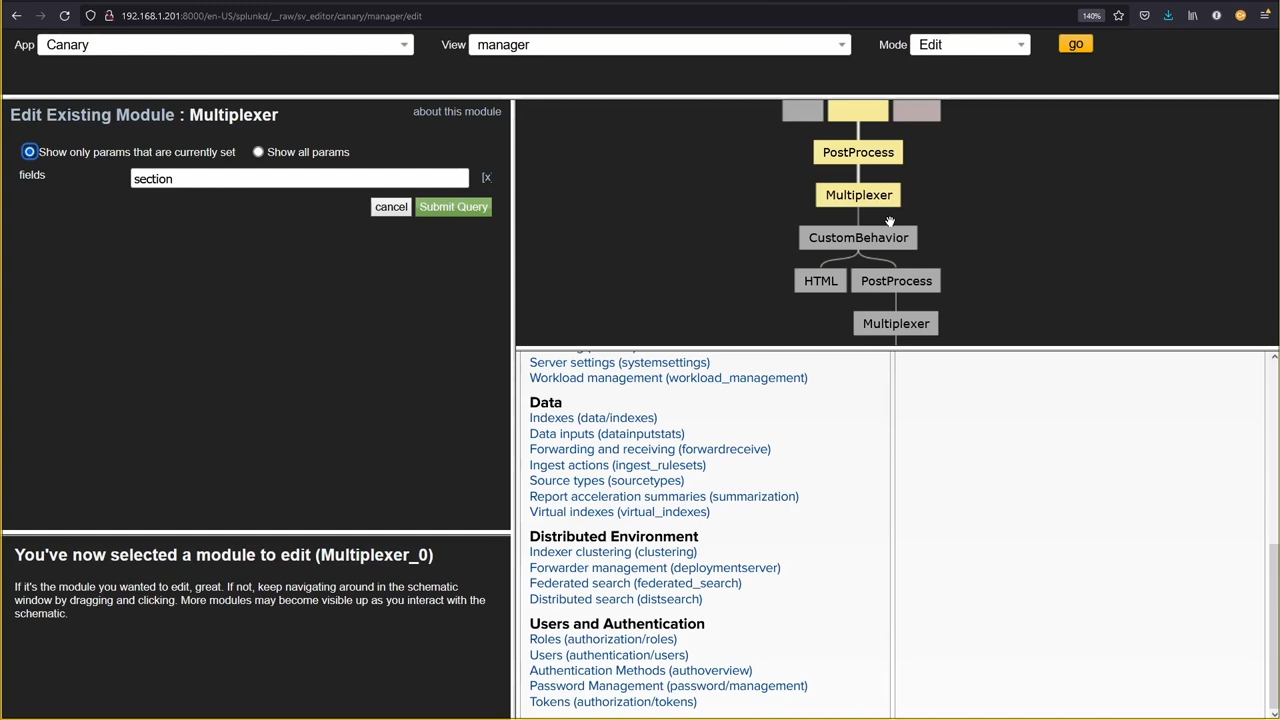 192.168.1.201:8000/en-US/splunkd/__raw/sv_editor/canary/manager/edit
140%
App
Canary
View
manager
Mode
Edit
go
Edit Existing Module : Multiplexer
about this module
Show only params that are currently set
Show all params
fields
section
[x
cancel
Submit Query
You've now selected a module to edit (Multiplexer_0)
If it's the module you wanted to edit, great. If not, keep navigating around in the schematic
window by dragging and clicking. More modules may become visible up as you interact with the
schematic.
PostProcess
Multiplexer
CustomBehavior
HTML
PostProcess
Multiplexer
Server settings (systemsettings)
Workload management (workload_management)
Data
Indexes (data/indexes)
Data inputs (datainputstats)
Forwarding and receiving (forwardreceive)
Ingest actions (ingest_rulesets)
Source types (sourcetypes)
Report acceleration summaries (summarization)
Virtual indexes (virtual_indexes)
Distributed Environment
Indexer clustering (clustering)
Forwarder management (deploymentserver)
Federated search (federated_search)
Distributed search (distsearch)
Users and Authentication
Roles (authorization/roles)
Users (authentication/users)
Authentication Methods (authoverview)
Password Management (password/management)
Tokens (authorization/tokens)